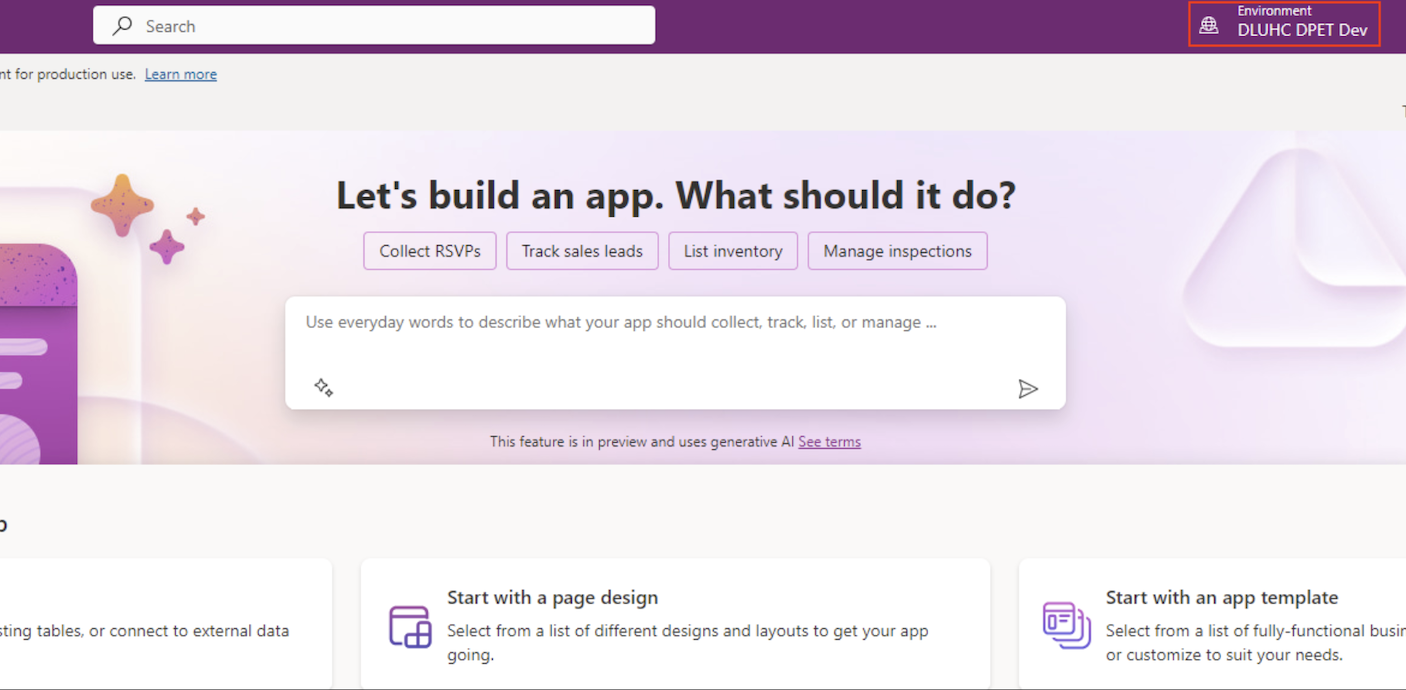 Search
Environment
DLUHC DPET Dev
nt for production use. Learn more
Let's build an app. What should it do?
Collect RSVPs
Track sales leads
List inventory
Manage inspections
Use everyday words to describe what your app should collect, track, list, or manage ...
This feature is in preview and uses generative AI See terms
sting tables, or connect to external data
Start with a page design
Select from a list of different designs and layouts to get your app
going.
Start with an app template
Select from a list of fully-functional busin
or customize to suit your needs.